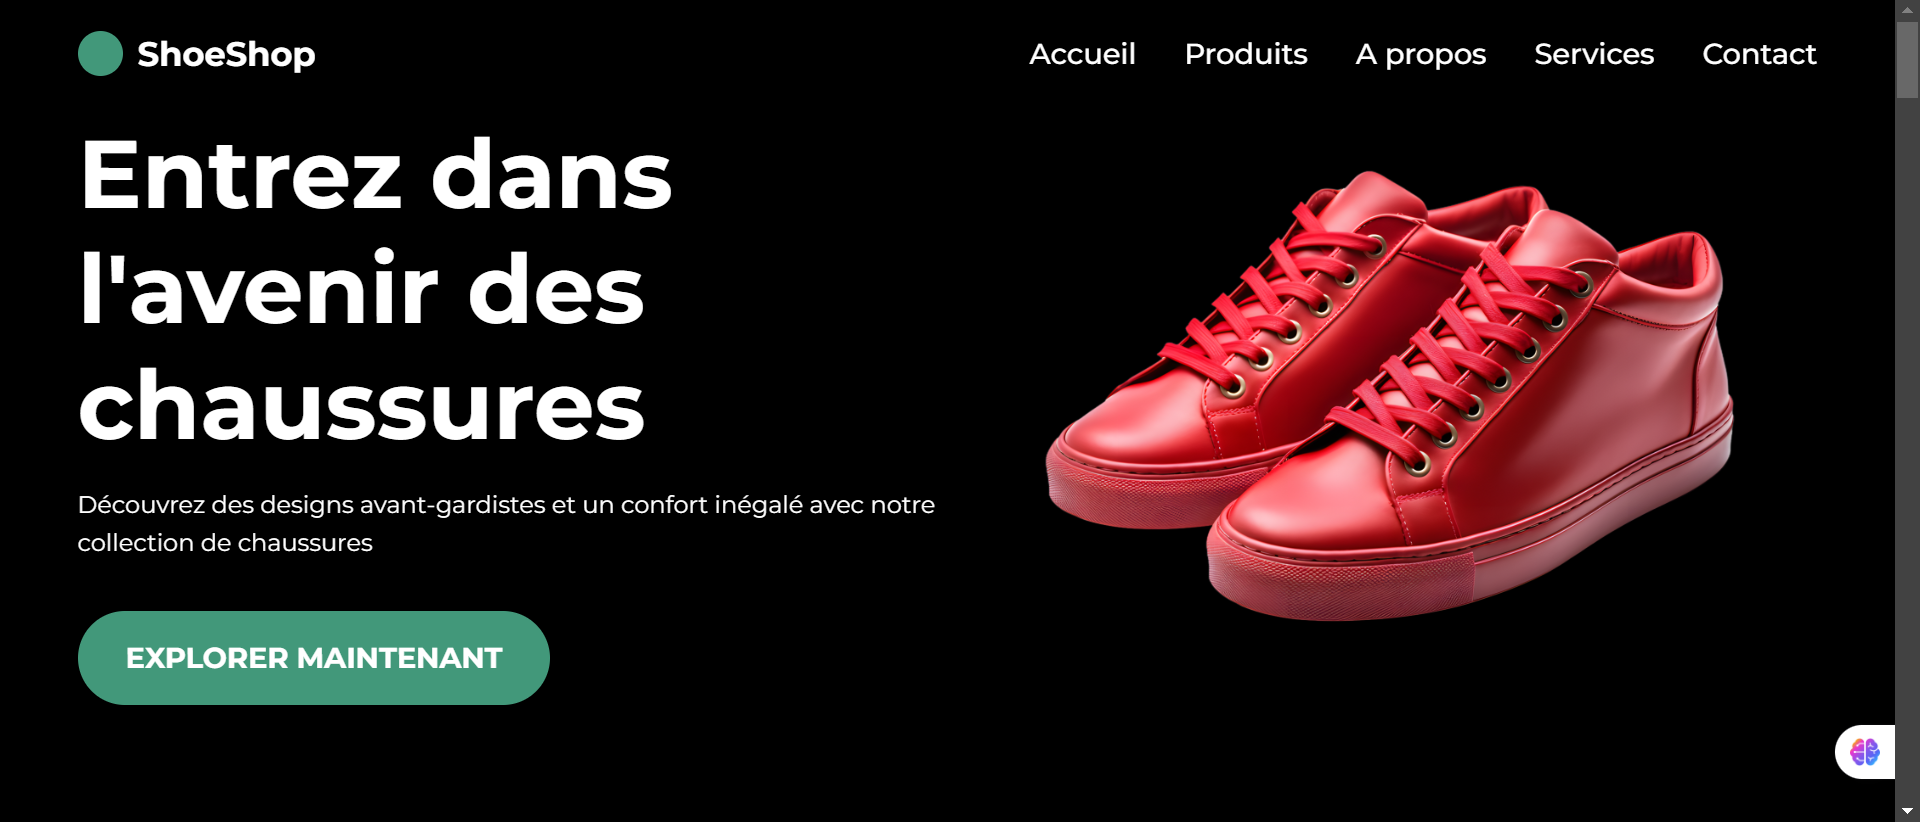 ShoeShop
Accueil Produits A propos Services Contact
Entrez dans
l'avenir des
chaussures
Découvrez des designs avant-gardistes et un confort inégalé avec notre
collection de chaussures
EXPLORER MAINTENANT